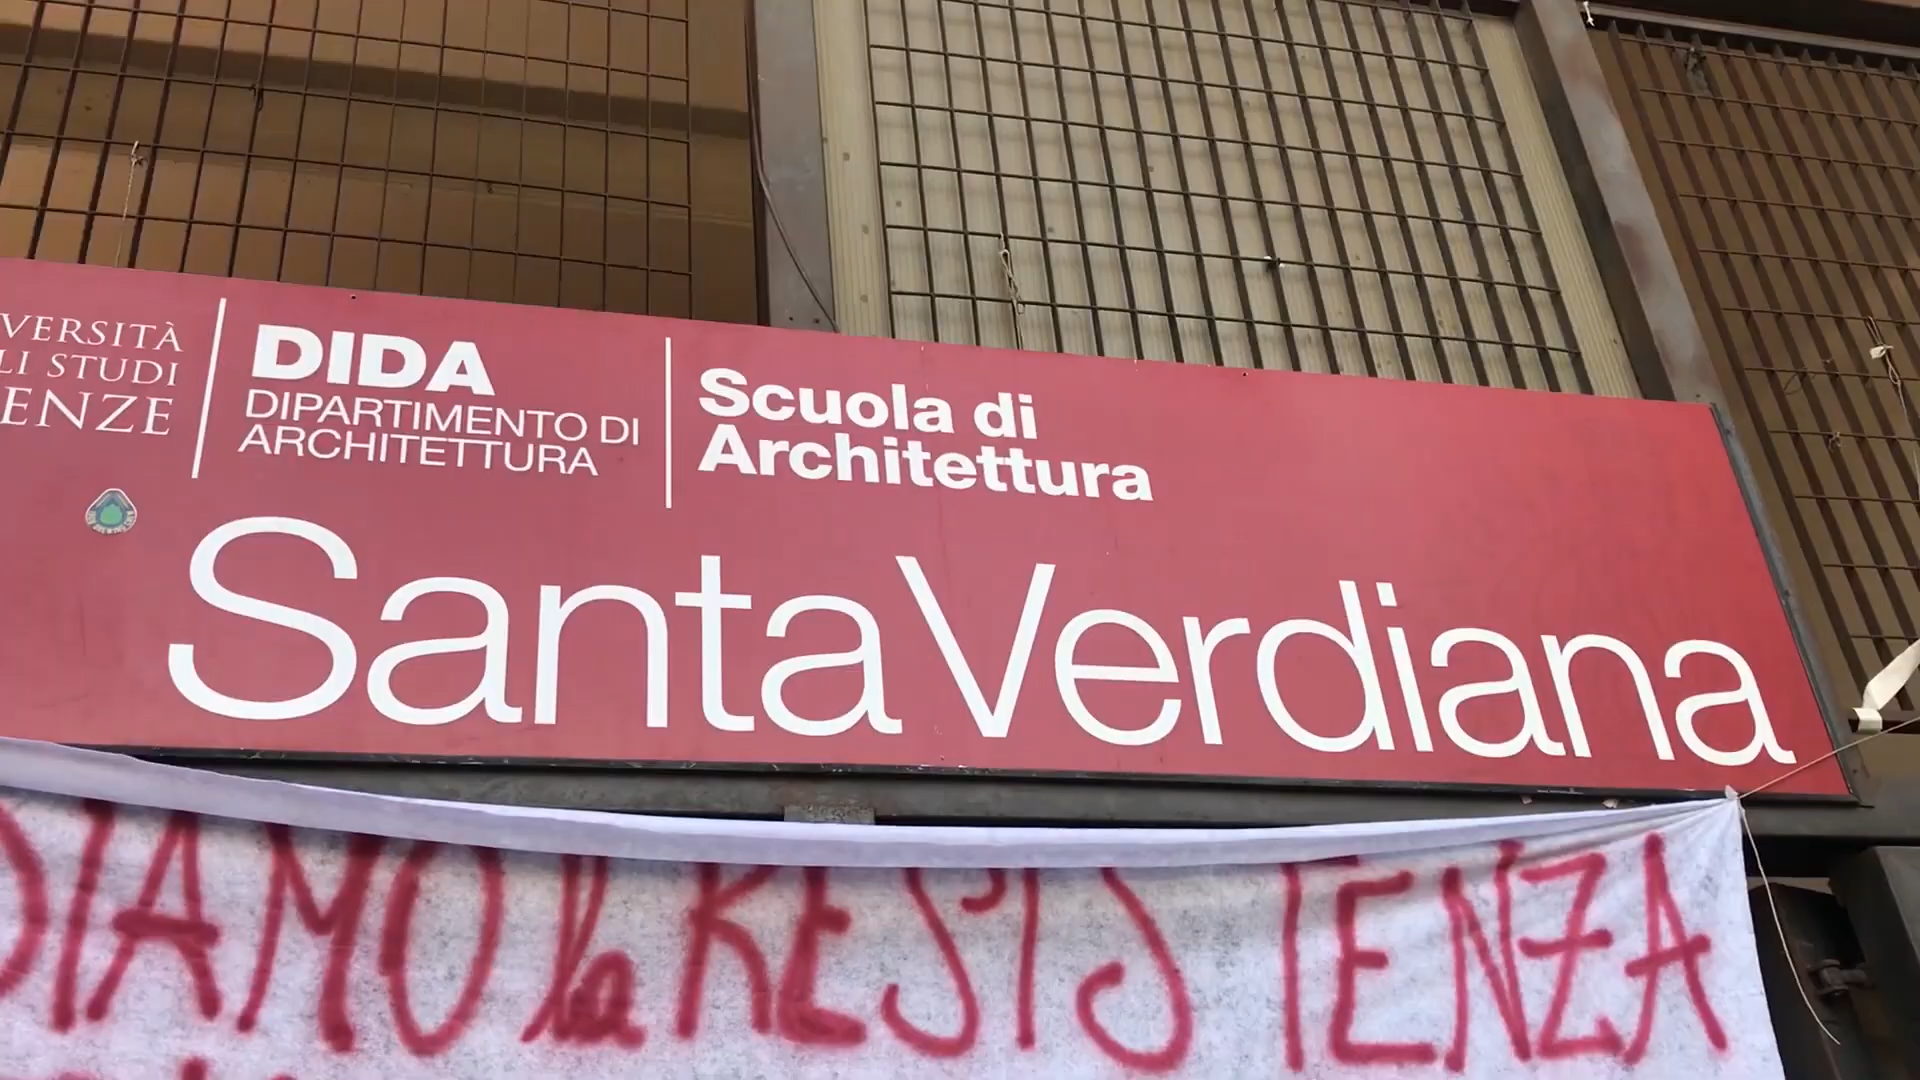 VERSITÀ
LI STUDI
ENZE
DIDA
DIPARTIMENTO DI
ARCHITETTURA
Scuola di
Architettura
SantaVerdiana
DIAMO la RESISTENZA